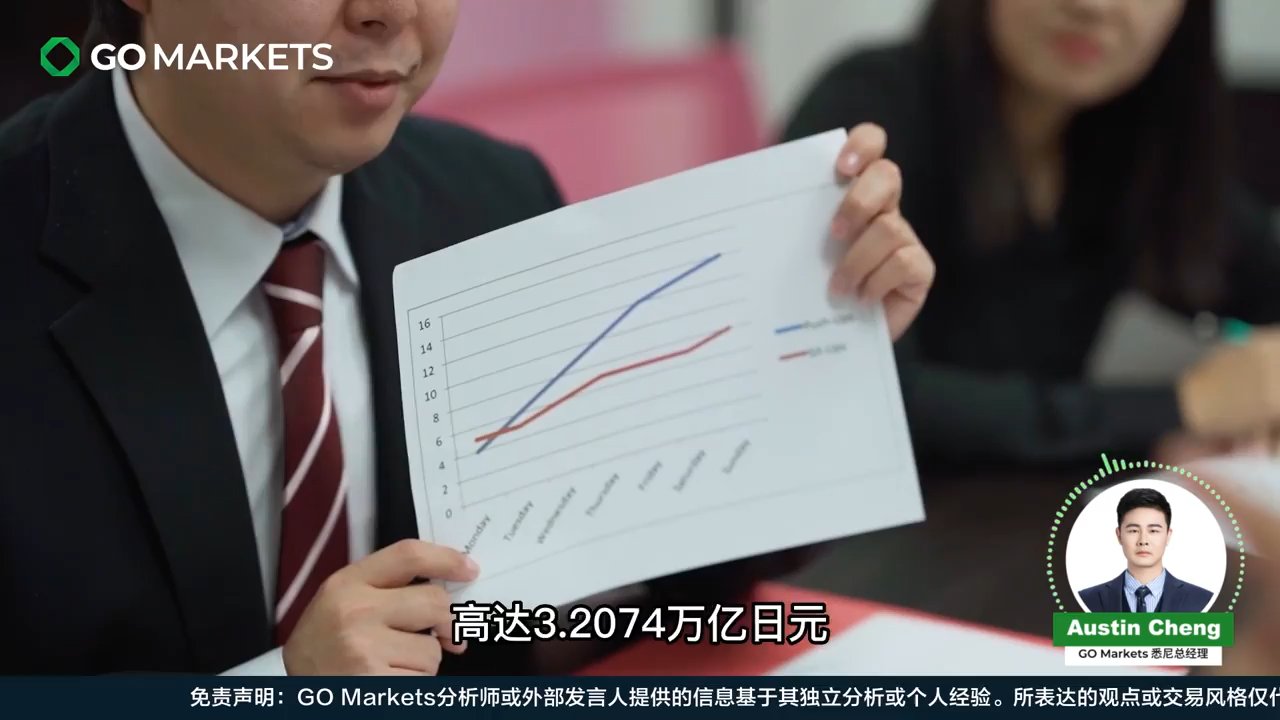 GO MARKETS
16
14
12
10
8
6
4
2
0
Monday
Tuesday
Wednesday
Thursday
Friday
Saturday
Sunday
高达3.2074万亿日元
Austin Cheng
GO Markets 悉尼总经理
免责声明：GO Markets分析师或外部发言人提供的信息基于其独立分析或个人经验。所表达的观点或交易风格仅